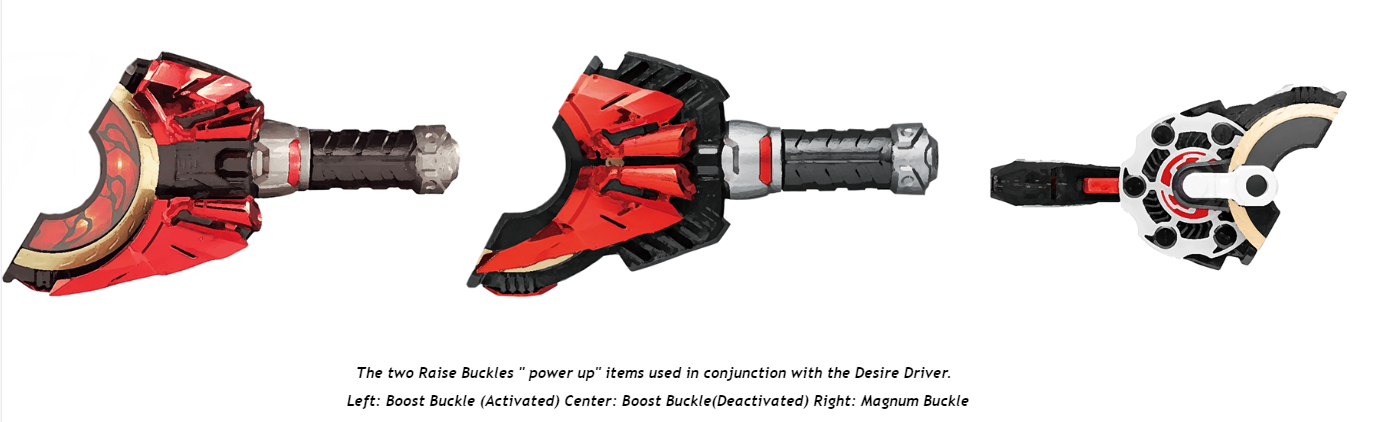 The two Raise Buckles " power up" items used in conjunction with the Desire Driver.
Left: Boost Buckle (Activated) Center: Boost Buckle(Deactivated) Right: Magnum Buckle